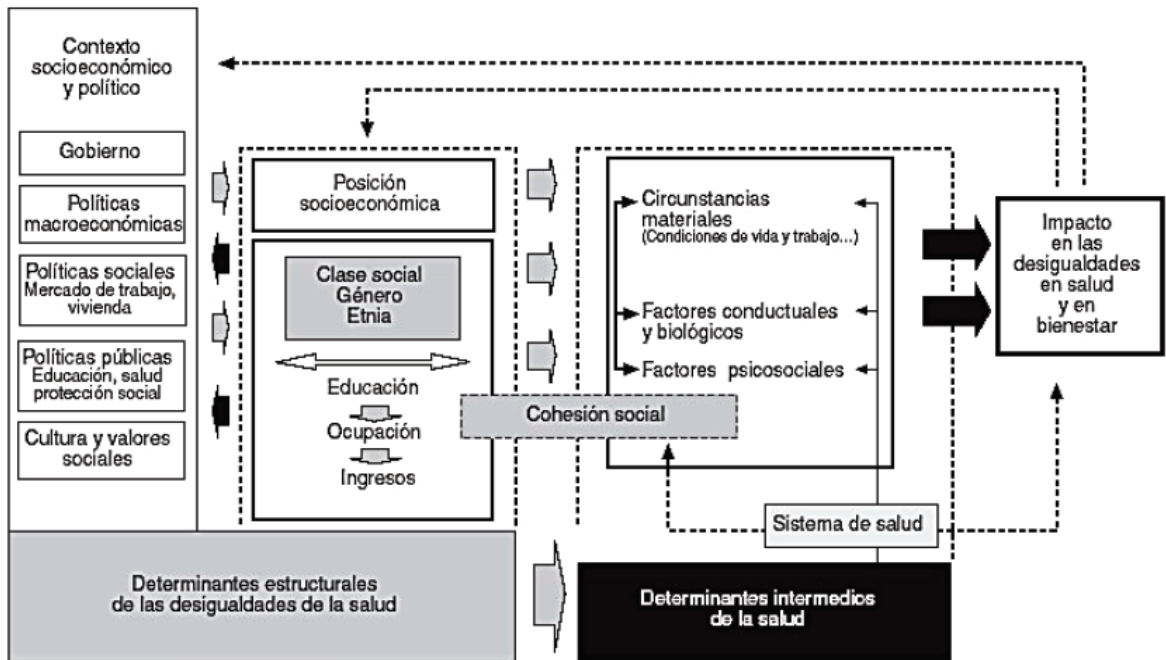 Contexto
socioeconómico
y político
Gobierno
Políticas
macroeconómicas
Políticas sociales
Mercado de trabajo,
vivienda
Políticas públicas
Educación, salud
protección social
Cultura y valores
sociales
Posición
socioeconómica
Clase social
Género
Etnia
Educación
Ocupación
Ingresos
Cohesión social
Circunstancias
materiales
(Condiciones de vida y trabajo...)
Factores conductuales
y biológicos
Factores psicosociales
Sistema de salud
Impacto
en las
desigualdades
en salud
y en
bienestar
Determinantes estructurales
de las desigualdades de la salud
Determinantes intermedios
de la salud